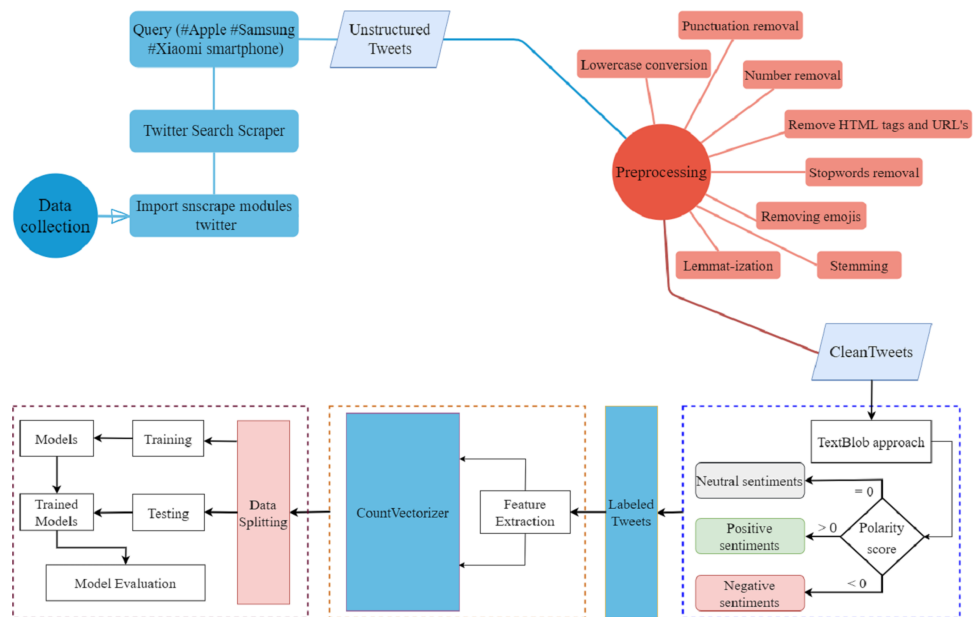 Query (#Apple #Samsung
#Xiaomi smartphone)
Unstructured
Tweets
Twitter Search Scraper
Data
collection
Import snscrape modules
twitter
Punctuation removal
Lowercase conversion
Number removal
Remove HTML tags and URL's
Preprocessing
Stopwords removal
Removing emojis
Lemmat-ization
Stemming
CleanTweets
TextBlob approach
Neutral sentiments
= 0
Positive
sentiments
> 0
Polarity
score
Negative
sentiments
< 0
Labeled
Tweets
Feature
Extraction
CountVectorizer
Data
Splitting
Training
Models
Testing
Trained
Models
Model Evaluation